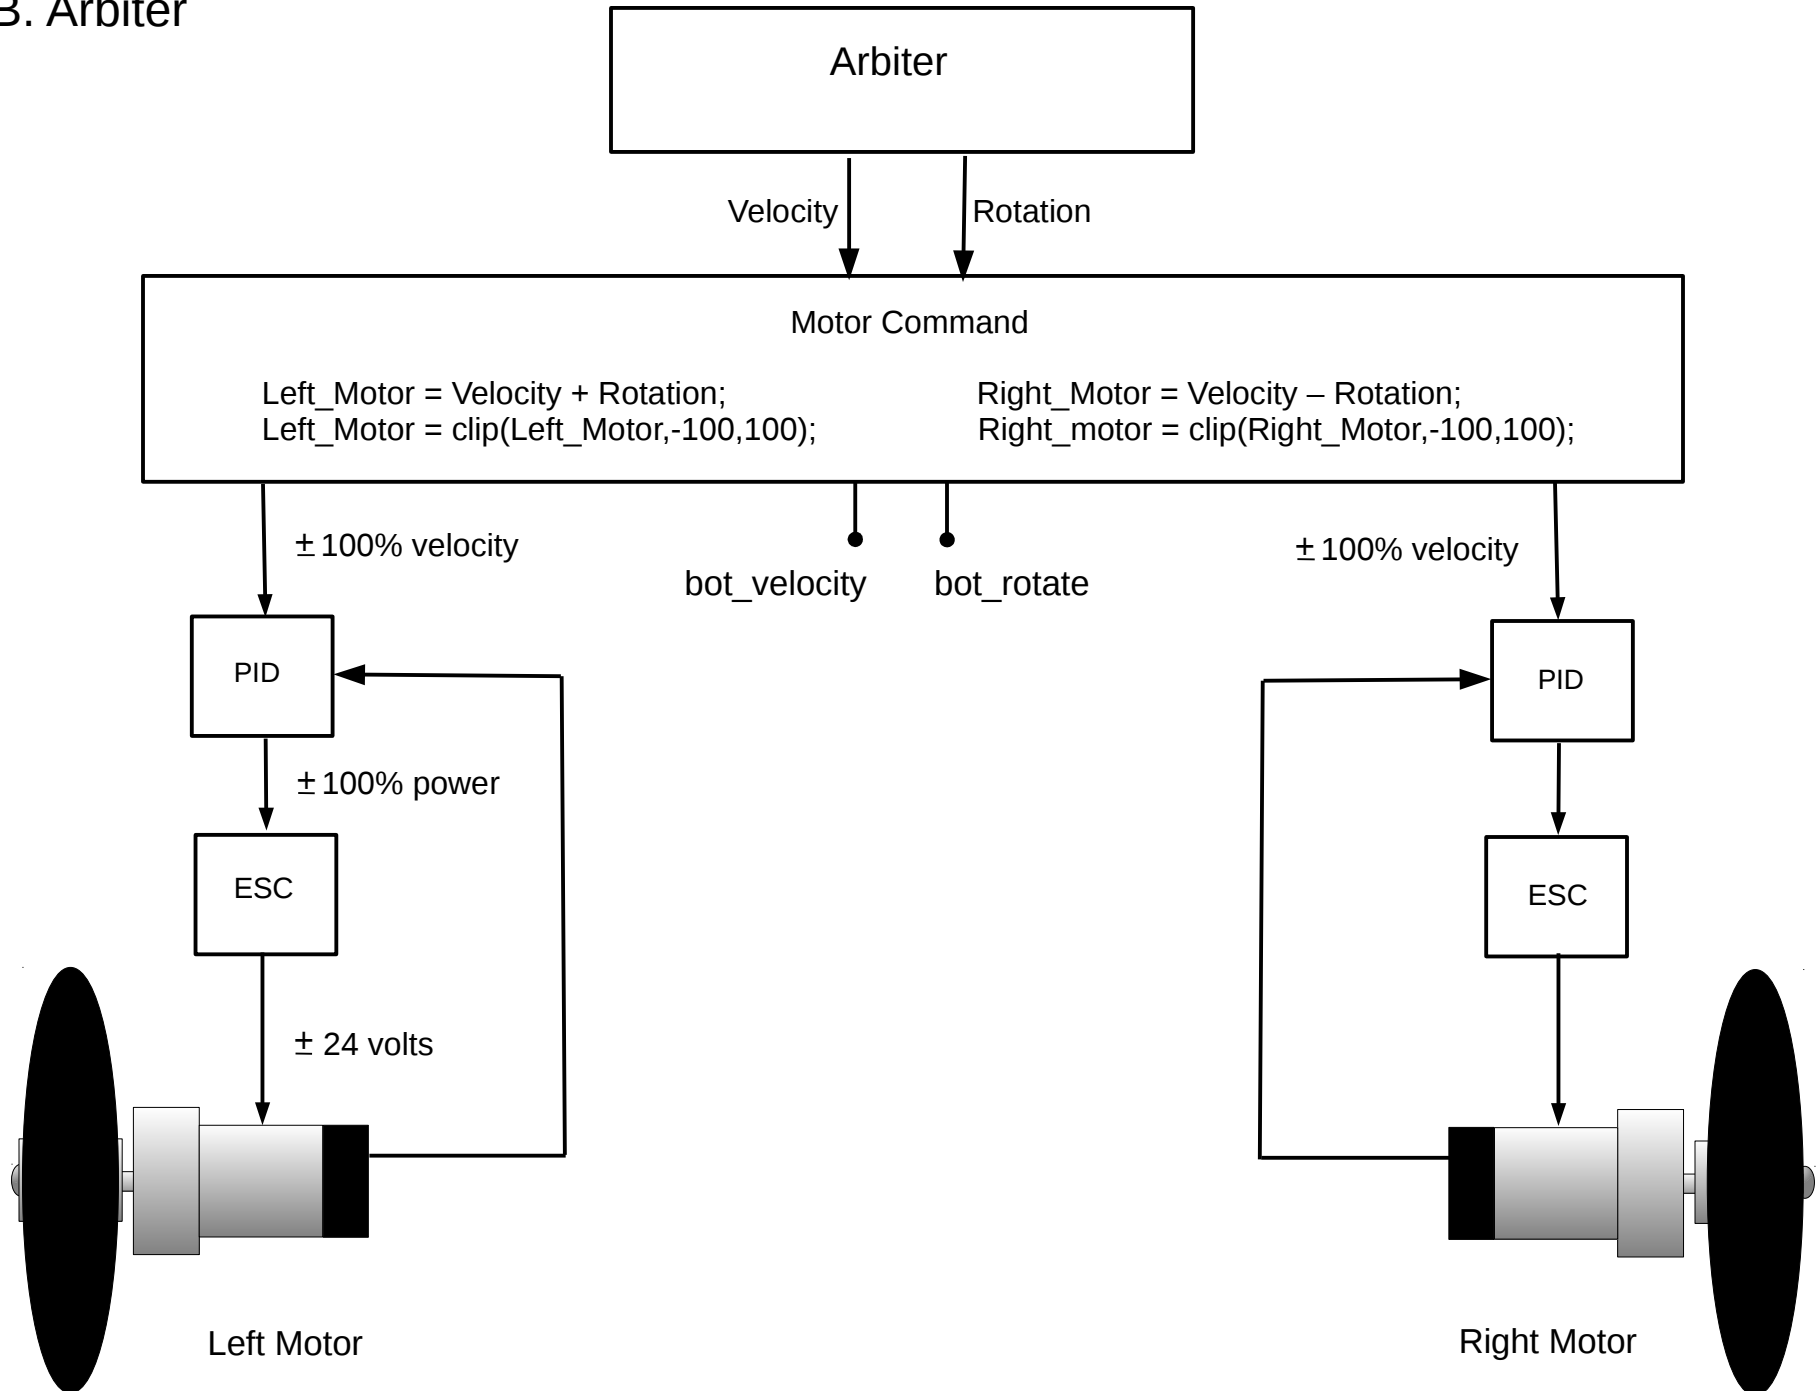 B. Arbiter
Arbiter
Velocity
Rotation
Motor Command
Left_Motor = Velocity + Rotation;
Left_Motor = clip(Left_Motor,-100,100);
Right_Motor = Velocity – Rotation;
Right_motor = clip(Right_Motor,-100,100);
± 100% velocity
bot_velocity
bot_rotate
± 100% velocity
PID
PID
± 100% power
ESC
ESC
± 24 volts
Left Motor
Right Motor